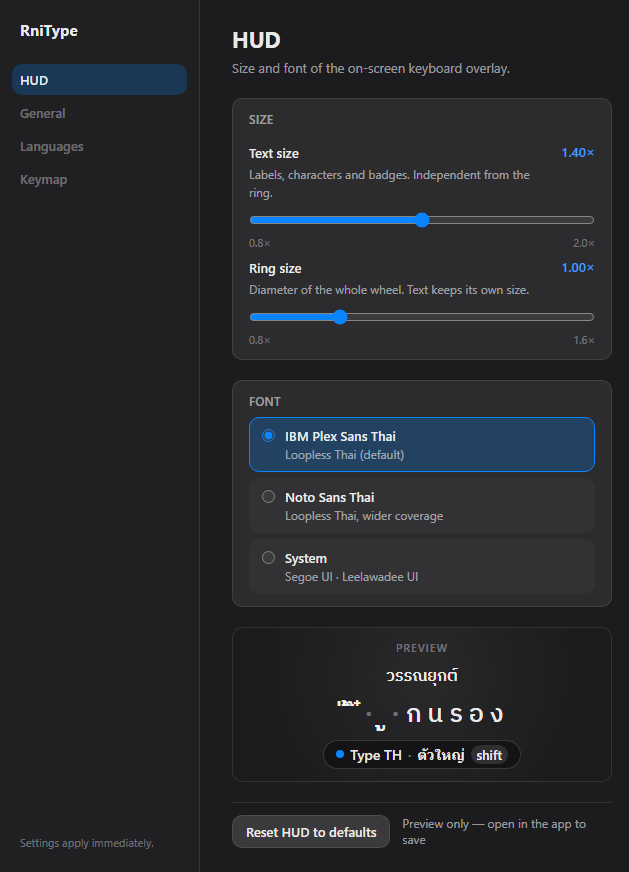 RniType
HUD
General
Languages
Keymap
Settings apply immediately.
HUD
Size and font of the on-screen keyboard overlay.
SIZE
Text size 1.40×
Labels, characters and badges. Independent from the
ring.
0.8× 2.0×
Ring size 1.00×
Diameter of the whole wheel. Text keeps its own size.
0.8× 1.6×
FONT
IBM Plex Sans Thai
Loopless Thai (default)
Noto Sans Thai
Loopless Thai, wider coverage
System
Segoe UI · Leelawadee UI
PREVIEW
วรรณยุกต์
· · ก น ร อ ง
Type TH · ตัวใหญ่ shift
Reset HUD to defaults
Preview only — open in the app to
save